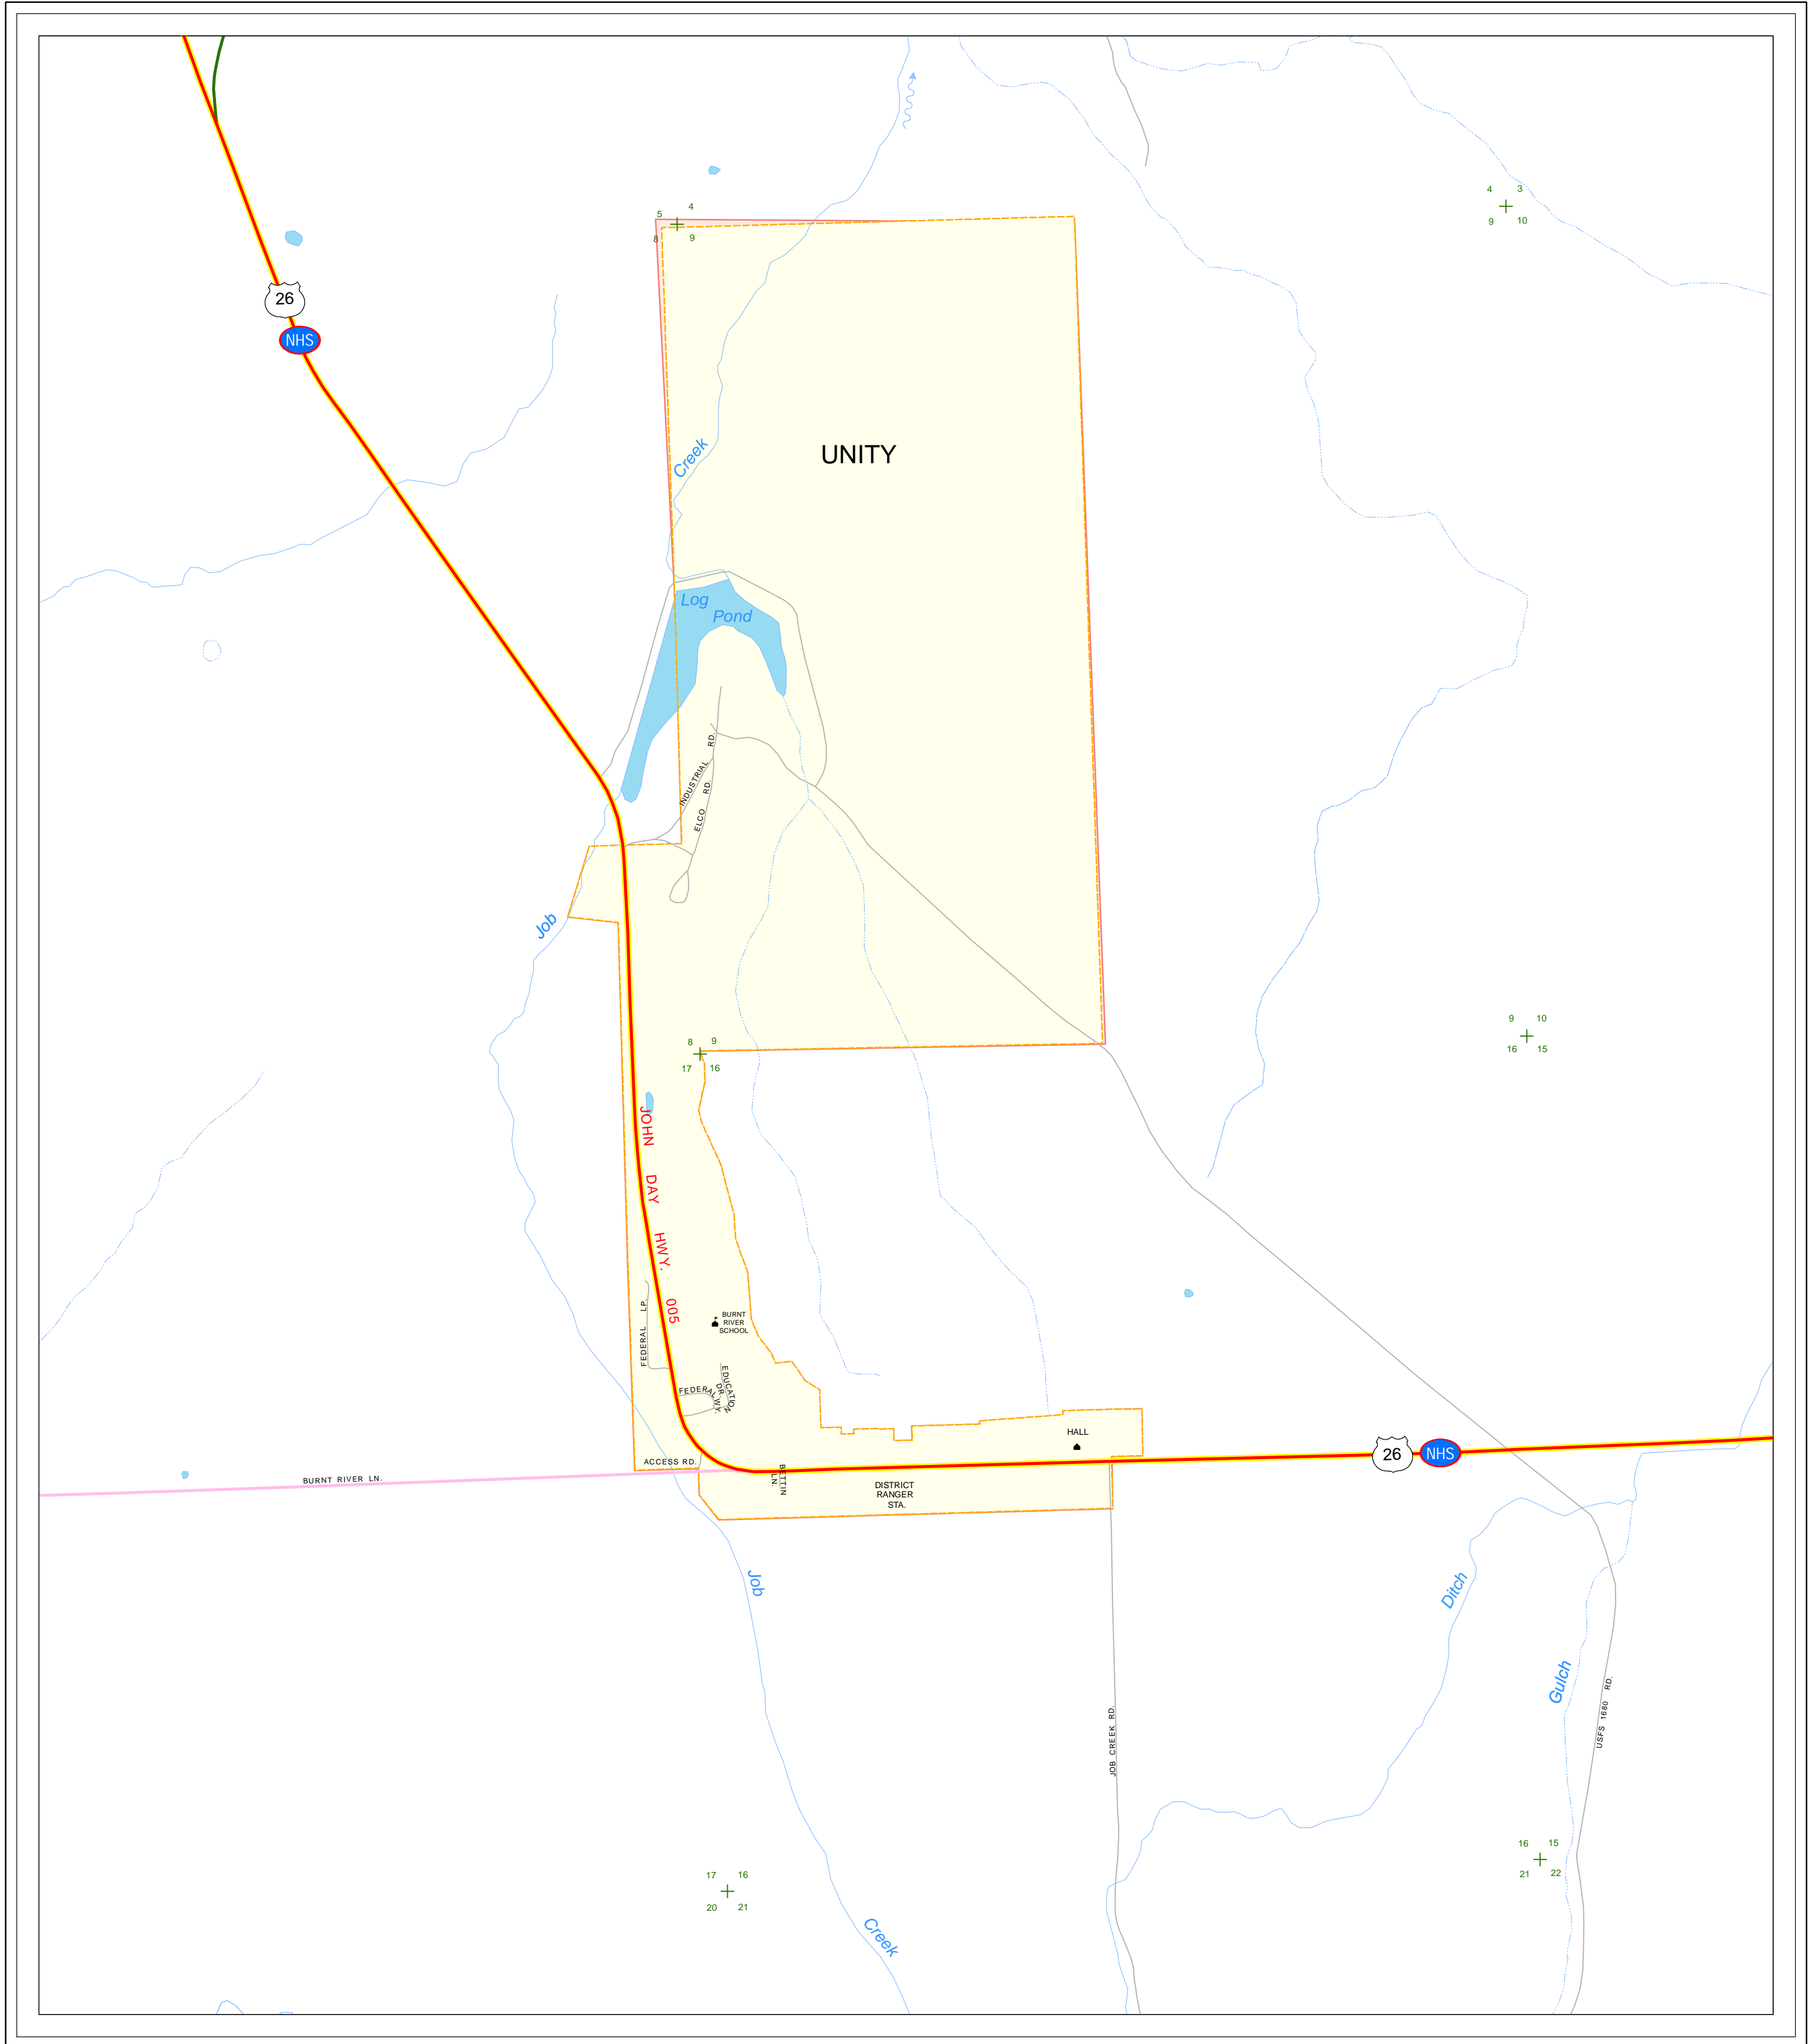 4 3
9 10
5 4
8 9
26
NHS
UNITY
Creek
Log
Pond
INDUSTRIAL RD.
ELCO RD.
Job
9 10
16 15
8 9
17 16
JOHN DAY HWY. 005
BURNT
RIVER
SCHOOL
FEDERAL LP.
EDUCATION
DR.
FEDERAL WY.
HALL
26
NHS
ACCESS RD.
BETTIN
LN.
BURNT RIVER LN.
DISTRICT
RANGER
STA.
Job
Ditch
Gulch
USFS 1680 RD.
JOB CREEK RD.
16 15
21 22
17 16
20 21
Creek